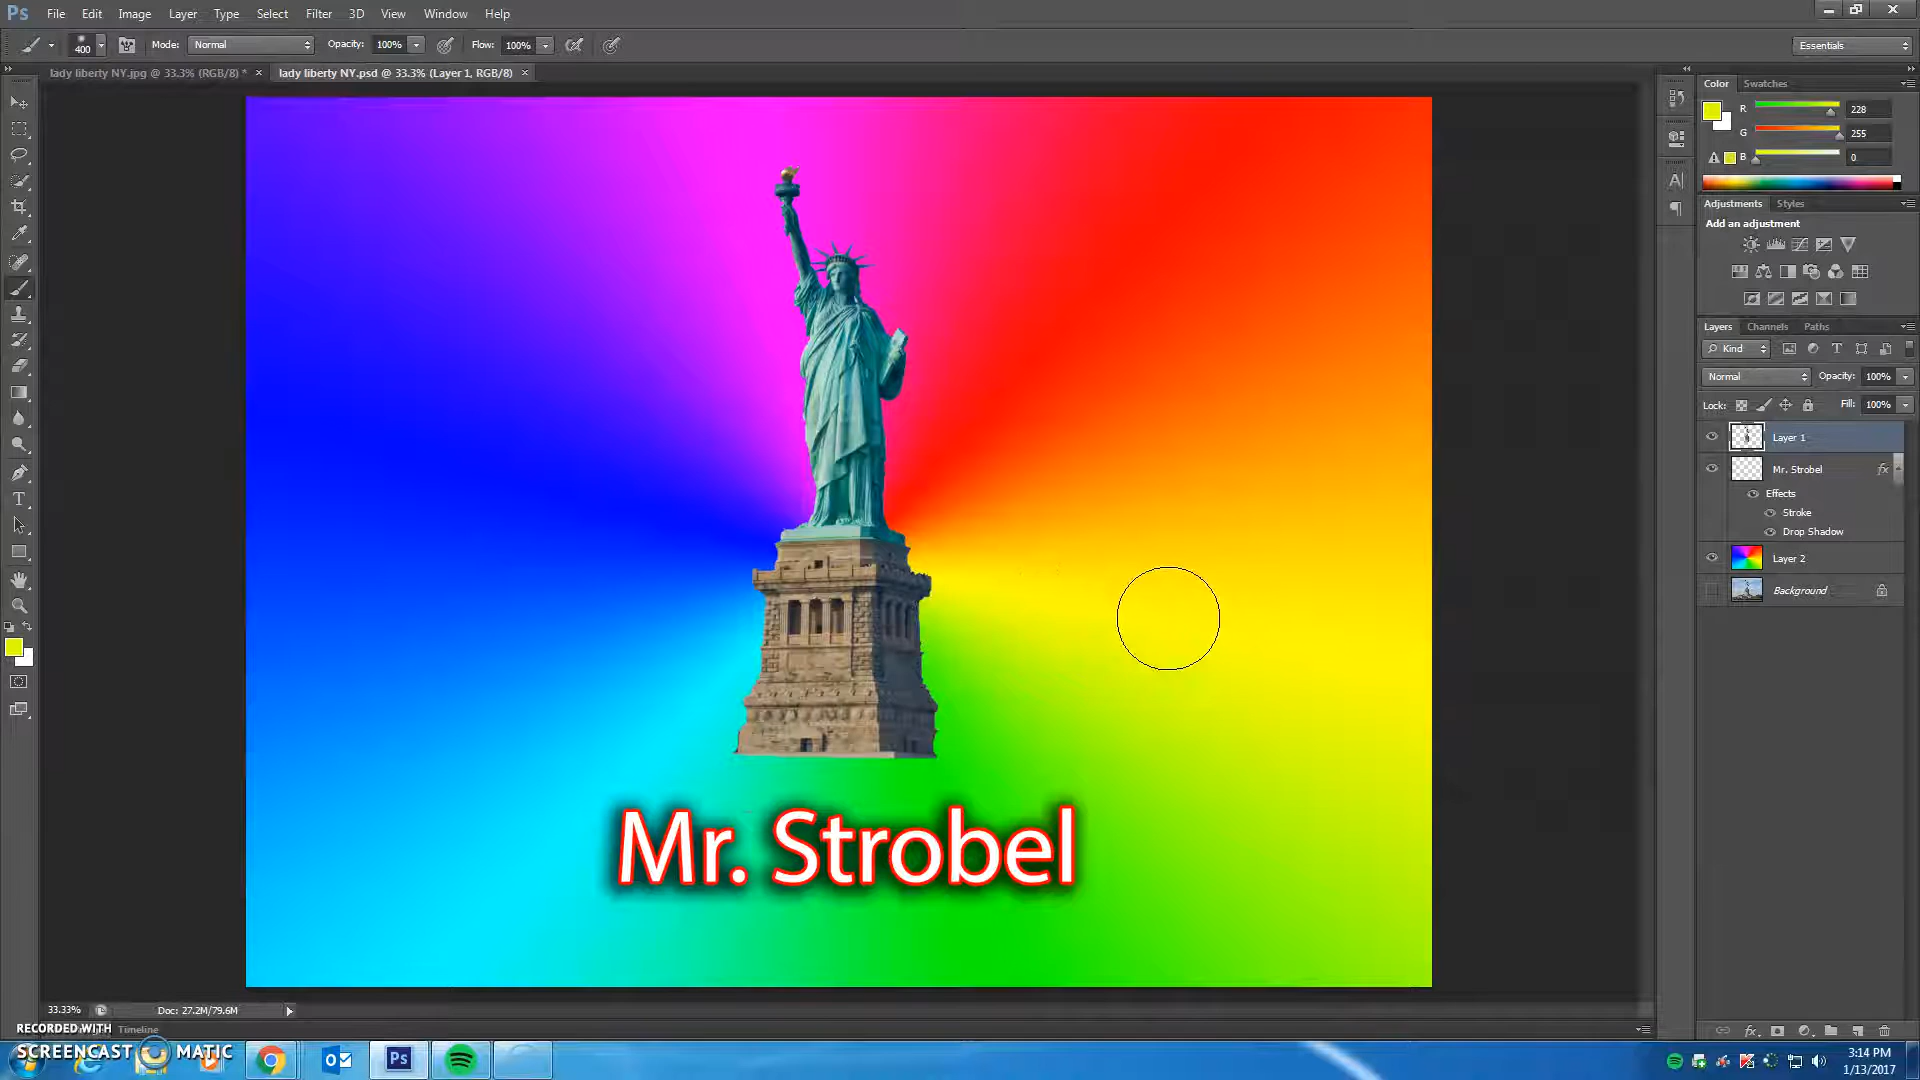 Ps File Edit Image Layer Type Select Filter 3D View Window Help
400 Mode: Normal Opacity: 100% Flow: 100% Essentials
lady liberty NY.jpg @ 33.3% (RGB/8) * × lady liberty NY.psd @ 33.3% (Layer 1, RGB/8) ×
Color Swatches
R 228
G 255
B 0
Adjustments Styles
Add an adjustment
Layers Channels Paths
Kind
Normal Opacity: 100%
Lock: Fill: 100%
Layer 1
Mr. Strobel fx
Effects
Stroke
Drop Shadow
Layer 2
Background
Mr. Strobel
33.33% Doc: 27.2M/79.6M
RECORDED WITH Timeline
SCREENCAST MATIC
Ps
3:14 PM
1/13/2017